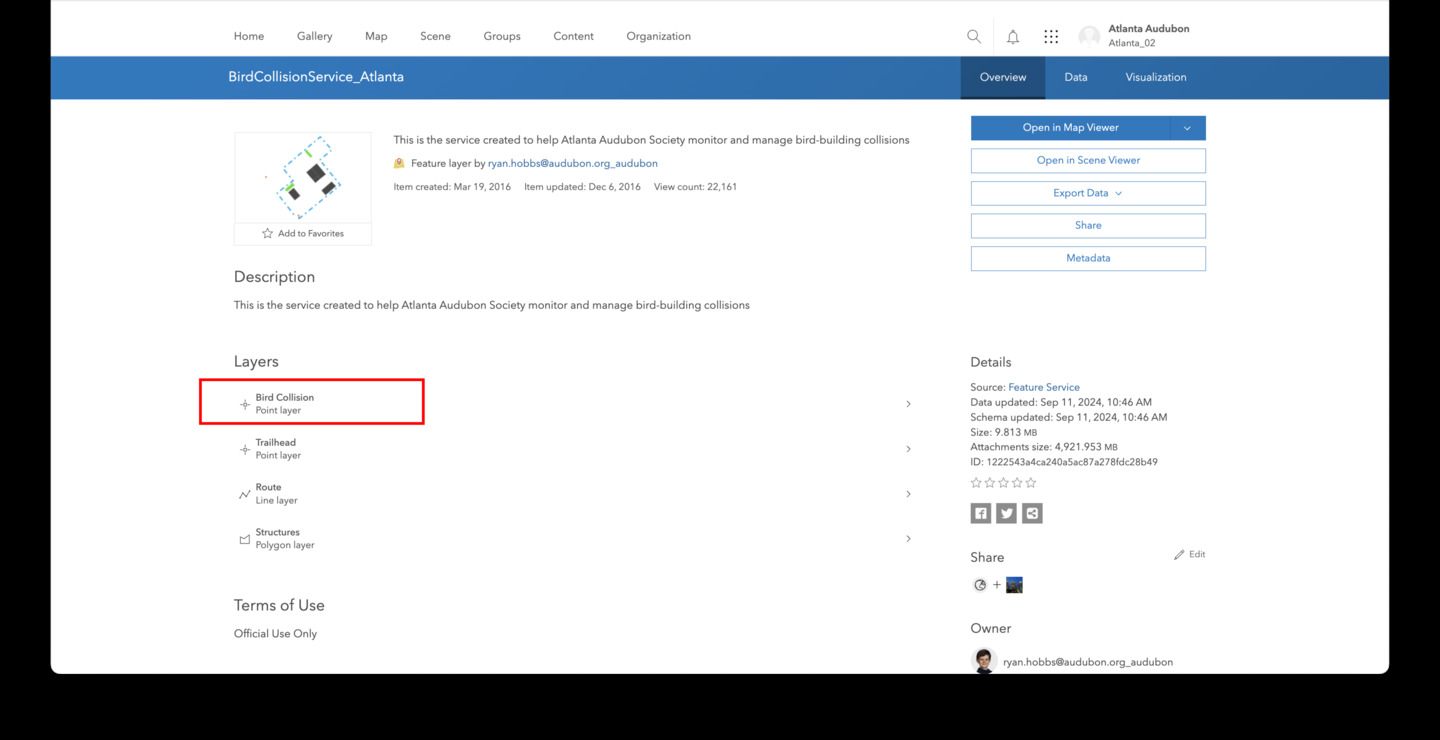 Home Gallery Map Scene Groups Content Organization
Atlanta Audubon
Atlanta_02
BirdCollisionService_Atlanta
Overview Data Visualization
This is the service created to help Atlanta Audubon Society monitor and manage bird-building collisions
Feature layer by ryan.hobbs@audubon.org_audubon
Item created: Mar 19, 2016 Item updated: Dec 6, 2016 View count: 22,161
Add to Favorites
Open in Map Viewer
Open in Scene Viewer
Export Data
Share
Metadata
Description
This is the service created to help Atlanta Audubon Society monitor and manage bird-building collisions
Layers
Bird Collision
Point layer
Trailhead
Point layer
Route
Line layer
Structures
Polygon layer
Terms of Use
Official Use Only
Details
Source: Feature Service
Data updated: Sep 11, 2024, 10:46 AM
Schema updated: Sep 11, 2024, 10:46 AM
Size: 9.813 MB
Attachments size: 4,921.953 MB
ID: 1222543a4ca240a5ac87a278fdc28b49
Share
Edit
Owner
ryan.hobbs@audubon.org_audubon